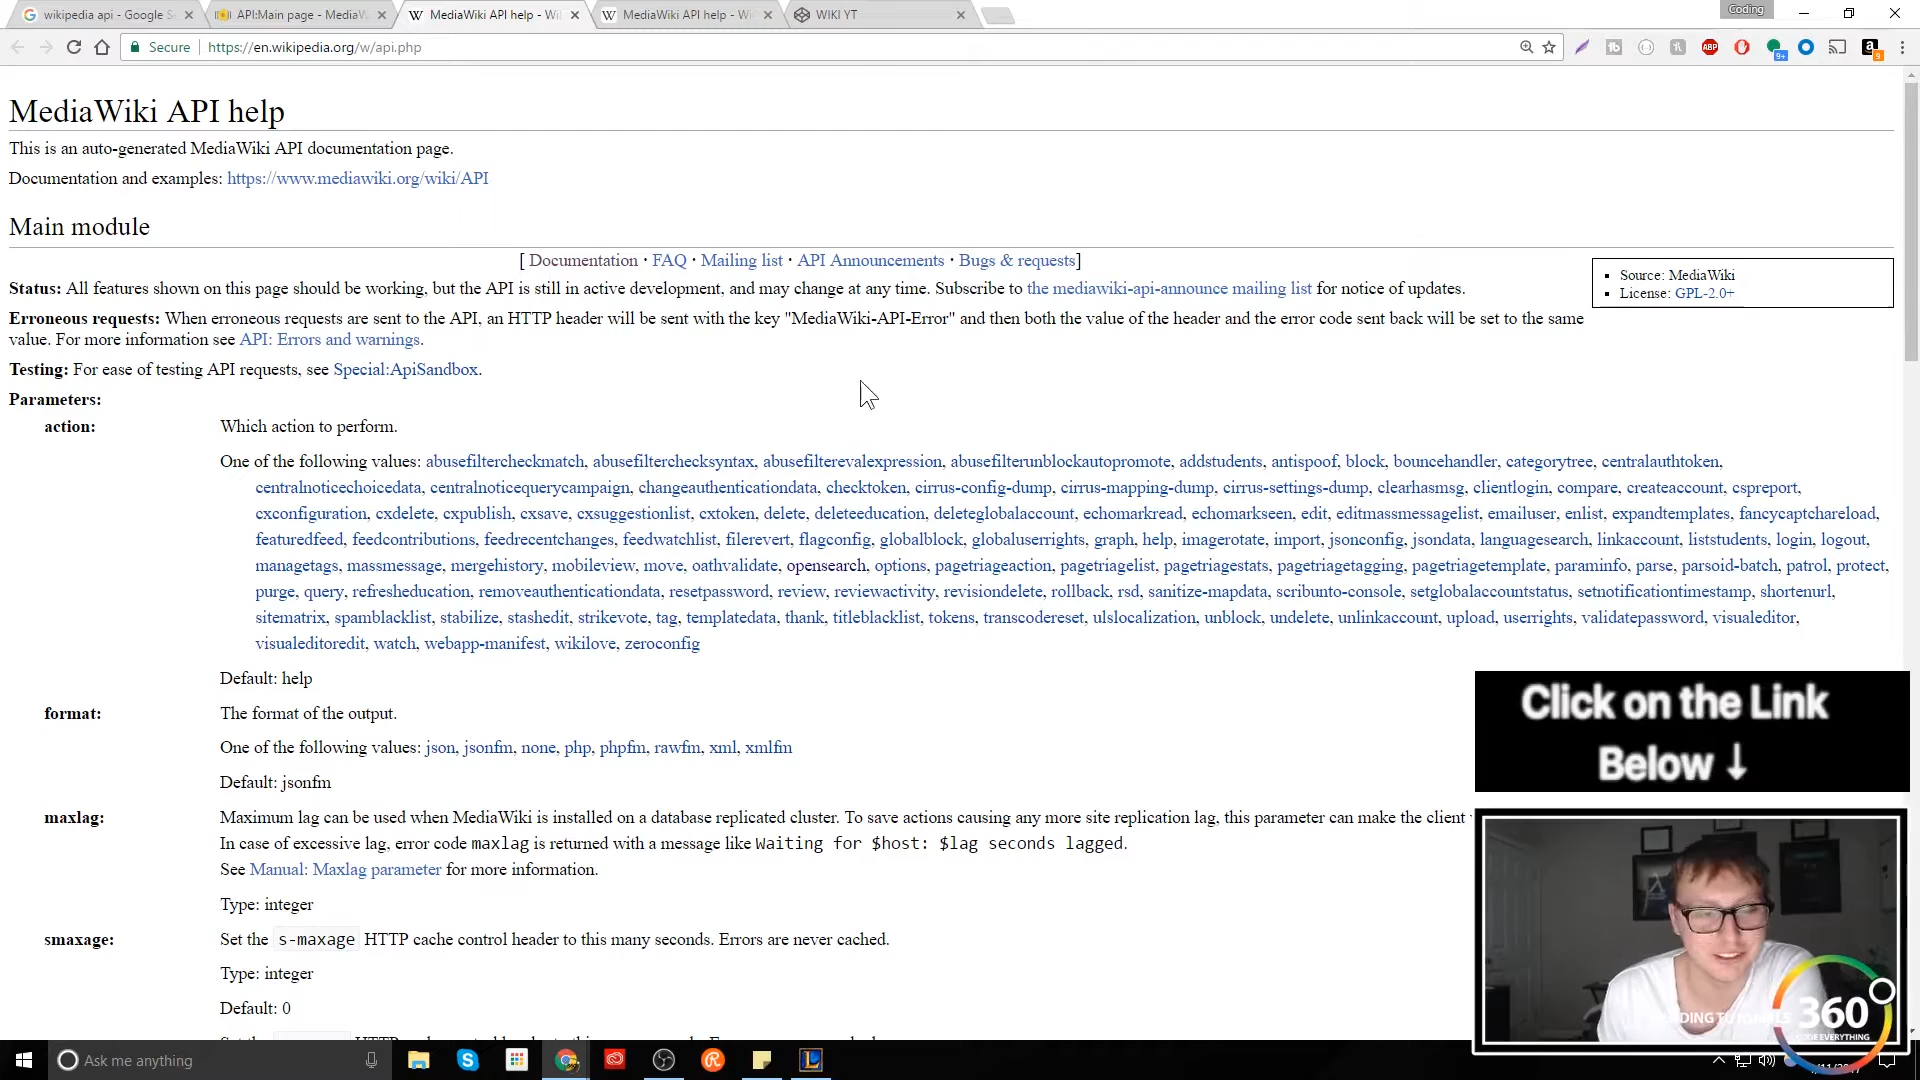 wikipedia api - Google S
API:Main page - MediaW
MediaWiki API help - Wi
MediaWiki API help - Wi
WIKI YT
Coding
Secure
https://en.wikipedia.org/w/api.php
ABP
9+
9
MediaWiki API help
This is an auto-generated MediaWiki API documentation page.
Documentation and examples: https://www.mediawiki.org/wiki/API
Main module
[ Documentation · FAQ · Mailing list · API Announcements · Bugs & requests]
Source: MediaWiki
License: GPL-2.0+
Status: All features shown on this page should be working, but the API is still in active development, and may change at any time. Subscribe to the mediawiki-api-announce mailing list for notice of updates.
Erroneous requests: When erroneous requests are sent to the API, an HTTP header will be sent with the key "MediaWiki-API-Error" and then both the value of the header and the error code sent back will be set to the same
value. For more information see API: Errors and warnings.
Testing: For ease of testing API requests, see Special:ApiSandbox.
Parameters:
action:
Which action to perform.
One of the following values: abusefiltercheckmatch, abusefilterchecksyntax, abusefilterevalexpression, abusefilterunblockautopromote, addstudents, antispoof, block, bouncehandler, categorytree, centralauthtoken,
centralnoticechoicedata, centralnoticequerycampaign, changeauthenticationdata, checktoken, cirrus-config-dump, cirrus-mapping-dump, cirrus-settings-dump, clearhasmsg, clientlogin, compare, createaccount, cspreport,
cxconfiguration, cxdelete, cxpublish, cxsave, cxsuggestionlist, cxtoken, delete, deleteeducation, deleteglobalaccount, echomarkread, echomarkseen, edit, editmassmessagelist, emailuser, enlist, expandtemplates, fancycaptchareload,
featuredfeed, feedcontributions, feedrecentchanges, feedwatchlist, filerevert, flagconfig, globalblock, globaluserrights, graph, help, imagerotate, import, jsonconfig, jsondata, languagesearch, linkaccount, liststudents, login, logout,
managetags, massmessage, mergehistory, mobileview, move, oathvalidate, opensearch, options, pagetriageaction, pagetriagelist, pagetriagestats, pagetriagetagging, pagetriagetemplate, paraminfo, parse, parsoid-batch, patrol, protect,
purge, query, refresheducation, removeauthenticationdata, resetpassword, review, reviewactivity, revisiondelete, rollback, rsd, sanitize-mapdata, scribunto-console, setglobalaccountstatus, setnotificationtimestamp, shortenurl,
sitematrix, spamblacklist, stabilize, stashedit, strikevote, tag, templatedata, thank, titleblacklist, tokens, transcodereset, ulslocalization, unblock, undelete, unlinkaccount, upload, userrights, validatepassword, visualeditor,
visualeditoredit, watch, webapp-manifest, wikilove, zeroconfig
Default: help
format:
The format of the output.
One of the following values: json, jsonfm, none, php, phpfm, rawfm, xml, xmlfm
Default: jsonfm
maxlag:
Maximum lag can be used when MediaWiki is installed on a database replicated cluster. To save actions causing any more site replication lag, this parameter can make the client
In case of excessive lag, error code maxlag is returned with a message like Waiting for $host: $lag seconds lagged.
See Manual: Maxlag parameter for more information.
Type: integer
smaxage:
Set the s-maxage HTTP cache control header to this many seconds. Errors are never cached.
Type: integer
Default: 0
Click on the Link
Below ↓
360
CODE EVERYTHING
Ask me anything